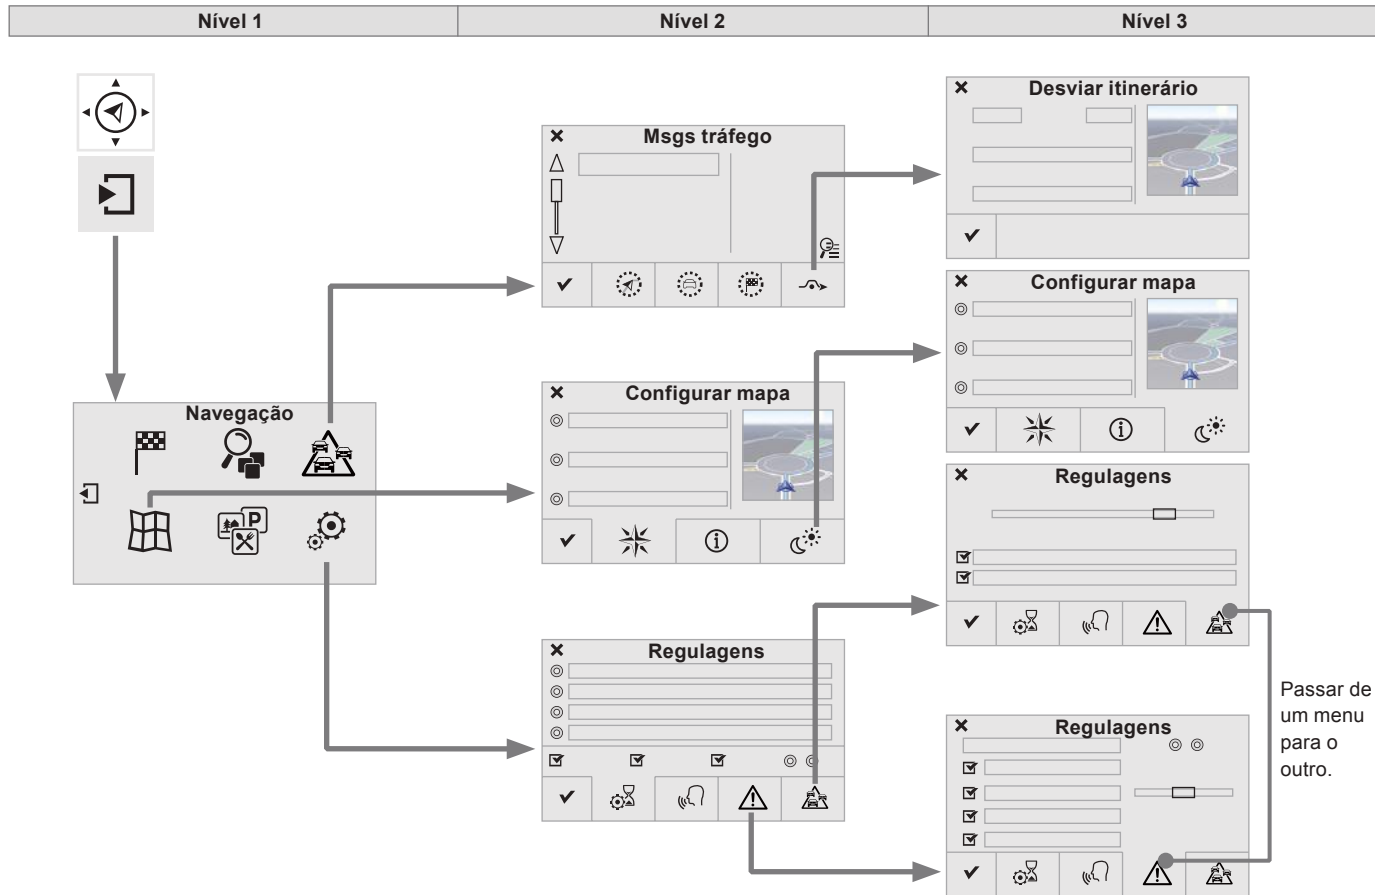 Nível 1
Nível 2
Nível 3
Msgs tráfego
Desviar itinerário
Configurar mapa
Navegação
P
Configurar mapa
Regulagens
Regulagens
Regulagens
Passar de
um menu
para o
outro.